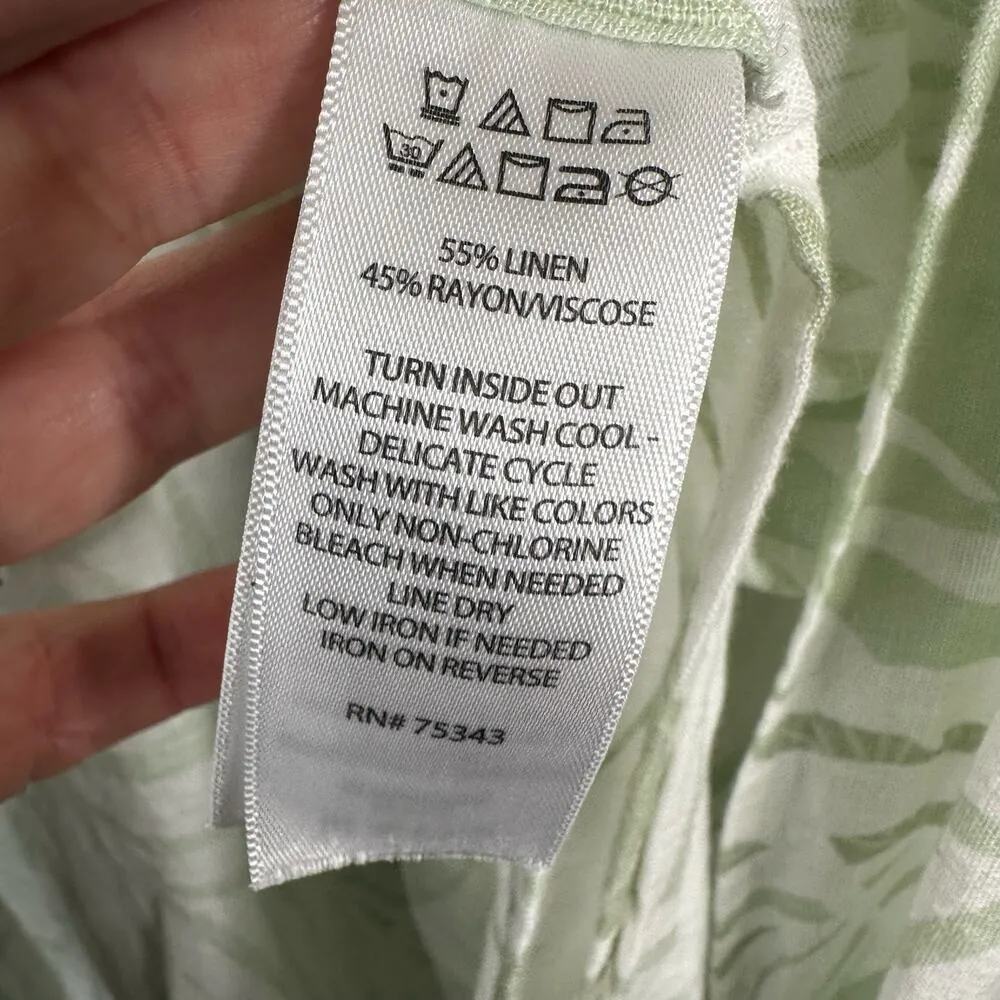 30
55% LINEN
45% RAYON/VISCOSE
TURN INSIDE OUT
MACHINE WASH COOL -
DELICATE CYCLE
WASH WITH LIKE COLORS
ONLY NON-CHLORINE
BLEACH WHEN NEEDED
LINE DRY
LOW IRON IF NEEDED
IRON ON REVERSE
RN# 75343